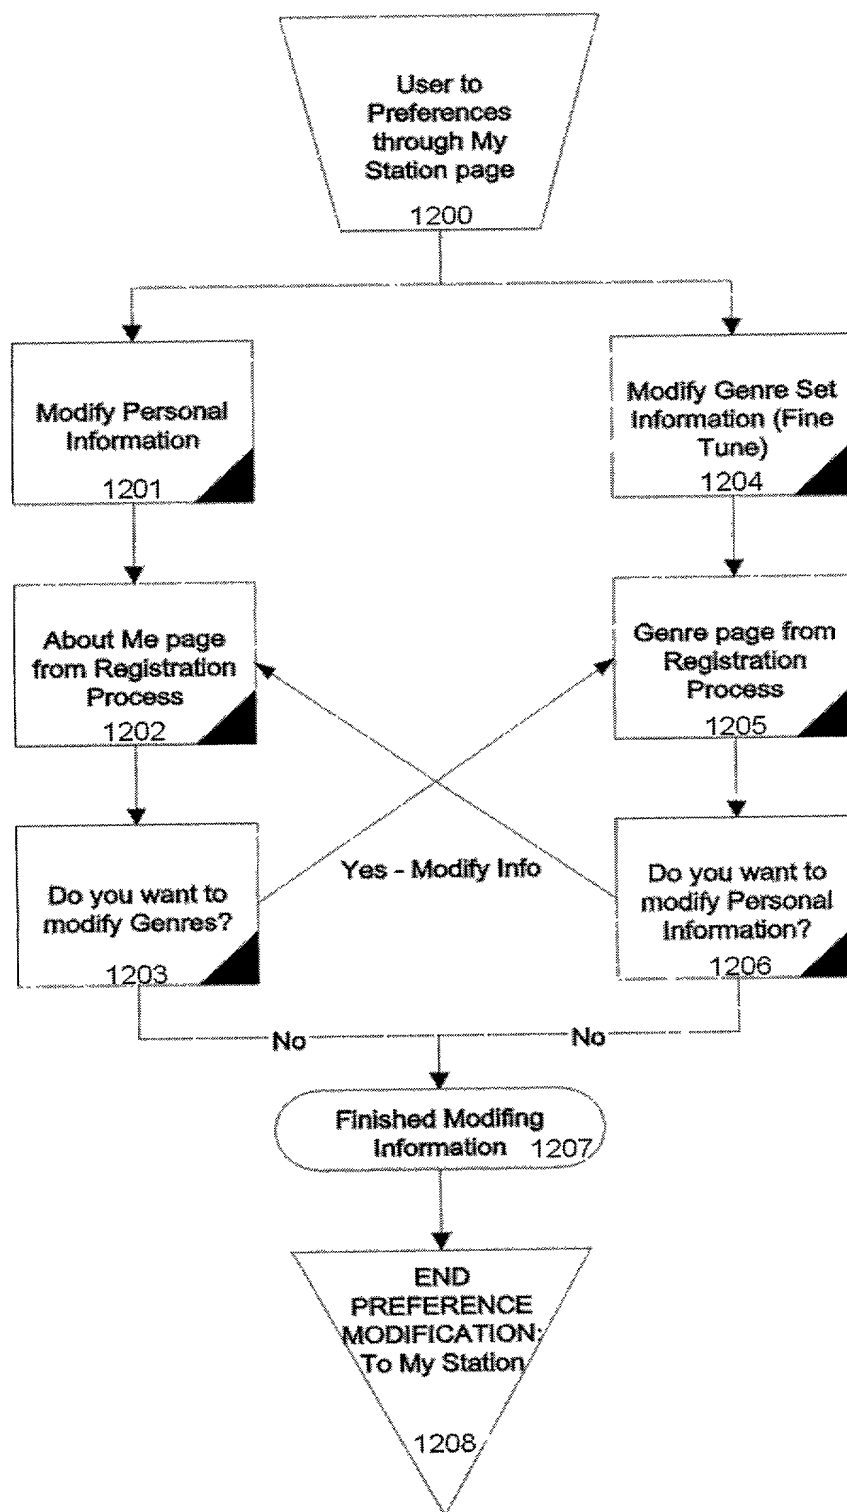 User to
Preferences
through My
Station page
1200
Modify Personal
Information
1201
Modify Genre Set
Information (Fine
Tune)
1204
About Me page
from Registration
Process
1202
Genre page from
Registration
Process
1205
Do you want to
modify Genres?
1203
Yes - Modify Info
Do you want to
modify Personal
Information?
1206
No
No
Finished Modifing
Information
1207
END
PREFERENCE
MODIFICATION:
To My Station
1208